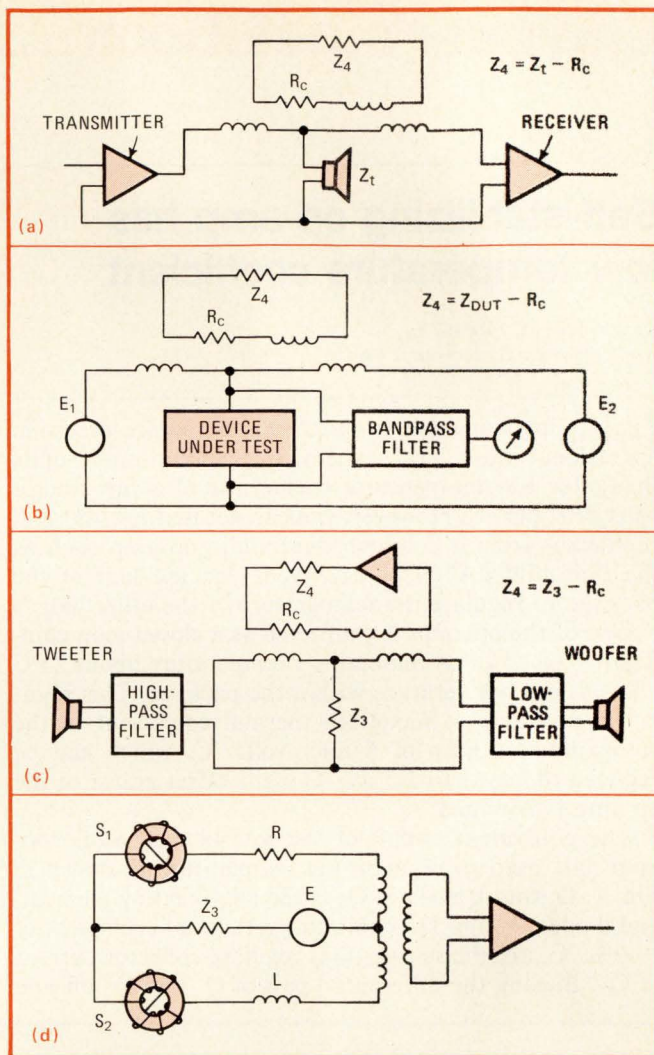 Z4
Z4 = Zt − Rc
Rc
TRANSMITTER
RECEIVER
Zt
(a)
Z4
Z4 = ZDUT − Rc
Rc
E1
E2
DEVICE
UNDER TEST
BANDPASS
FILTER
(b)
Z4
Z4 = Z3 − Rc
Rc
TWEETER
WOOFER
HIGH-
PASS
FILTER
Z3
LOW-
PASS
FILTER
(c)
S1
R
Z3
E
S2
L
(d)